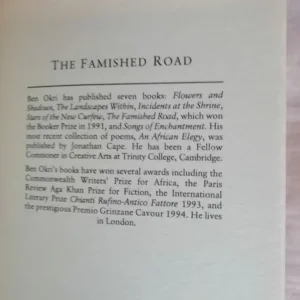 THE FAMISHED ROAD
Ben Okri has published seven books: Flowers and
Shadows, The Landscapes Within, Incidents at the Shrine,
Stars of the New Curfew, The Famished Road, which won
the Booker Prize in 1991, and Songs of Enchantment. His
most recent collection of poems, An African Elegy, was
published by Jonathan Cape. He has been a Fellow
Commoner in Creative Arts at Trinity College, Cambridge.
Ben Okri's books have won several awards including the
Commonwealth Writers' Prize for Africa, the Paris
Review Aga Khan Prize for Fiction, the International
Literary Prize Chianti Rufino-Antico Fattore 1993, and
the prestigious Premio Grinzane Cavour 1994. He lives
in London.